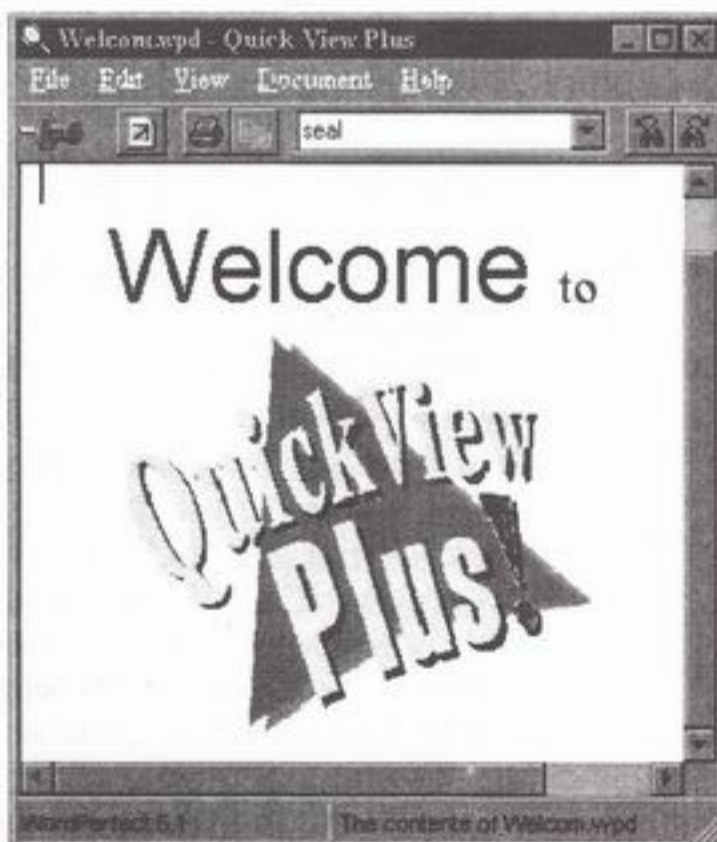 Welcom.wpd - Quick View Plus
File Edit View Document Help
seal
Welcome to
QuickView
Plus!
WordPerfect 6.1 The contents of Welcom.wpd